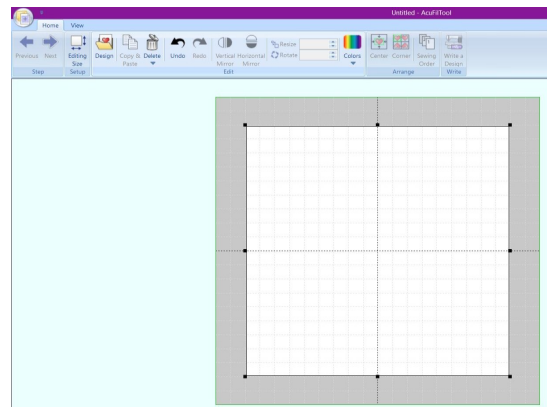 Untitled - AcuFilTool
Home View
Previous Next Editing Design Copy & Delete Undo Redo Vertical Horizontal Resize Colors Center Corner Sewing Write a
Size Paste Mirror Mirror Rotate Order Design
Step Setup Edit Arrange Write